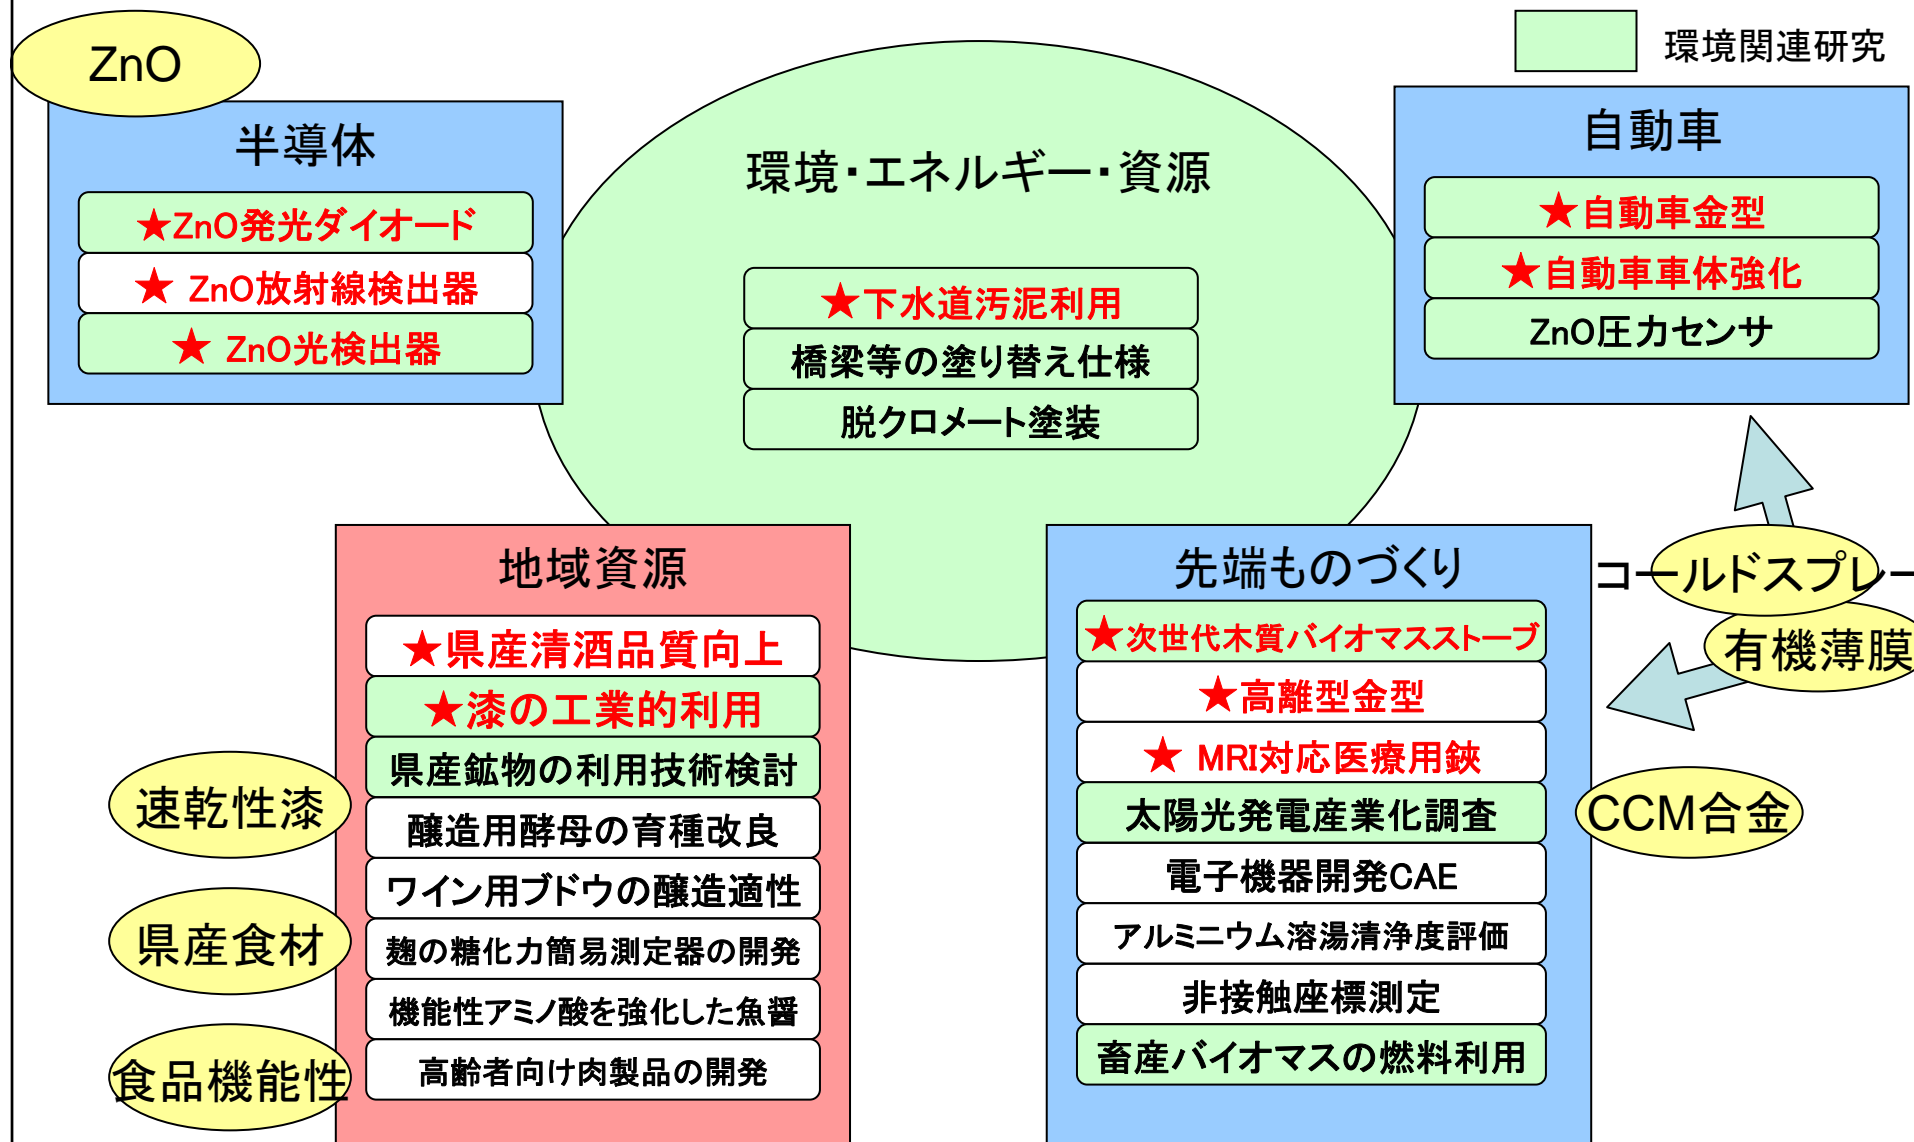 ZnO
環境関連研究
半導体
★ZnO発光ダイオード
★ ZnO放射線検出器
★ ZnO光検出器
環境・エネルギー・資源
★下水道汚泥利用
橋梁等の塗り替え仕様
脱クロメート塗装
自動車
★自動車金型
★自動車車体強化
ZnO圧力センサ
コールドスプレー
有機薄膜
地域資源
★県産清酒品質向上
★漆の工業的利用
県産鉱物の利用技術検討
醸造用酵母の育種改良
ワイン用ブドウの醸造適性
麹の糖化力簡易測定器の開発
機能性アミノ酸を強化した魚醤
高齢者向け肉製品の開発
速乾性漆
県産食材
食品機能性
先端ものづくり
★次世代木質バイオマスストーブ
★高離型金型
★ MRI対応医療用鋏
太陽光発電産業化調査
電子機器開発CAE
アルミニウム溶湯清浄度評価
非接触座標測定
畜産バイオマスの燃料利用
CCM合金